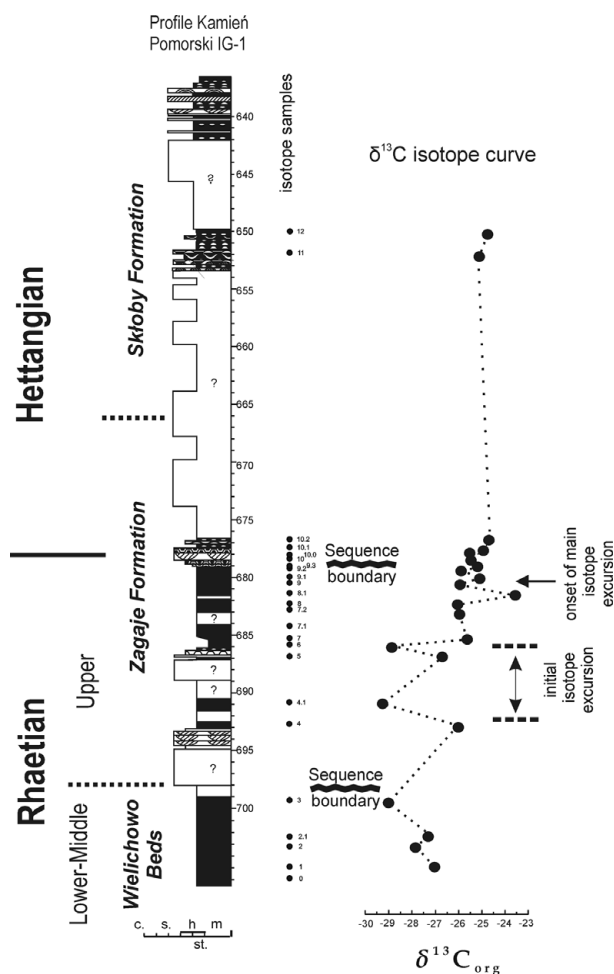 Profile Kamień
Pomorski IG-1
isotope samples
δ¹³C isotope curve
Hettangian
Rhaetian
Upper
Lower-Middle
Skłoby Formation
Zagaje Formation
Wielichowo
Beds
?
?
?
?
?
?
640
645
650
655
660
665
670
675
680
685
690
695
700
705
12
11
10.2
10.1
10.0
10
9.3
9.2
9.1
9
8.1
8
7.2
7.1
7
6
5
4.1
4
3
2.1
2
1
0
Sequence
boundary
onset of main
isotope
excursion
initial
isotope
excursion
Sequence
boundary
c. s. h m
st.
-30 -29 -28 -27 -26 -25 -24 -23
δ ¹³C org